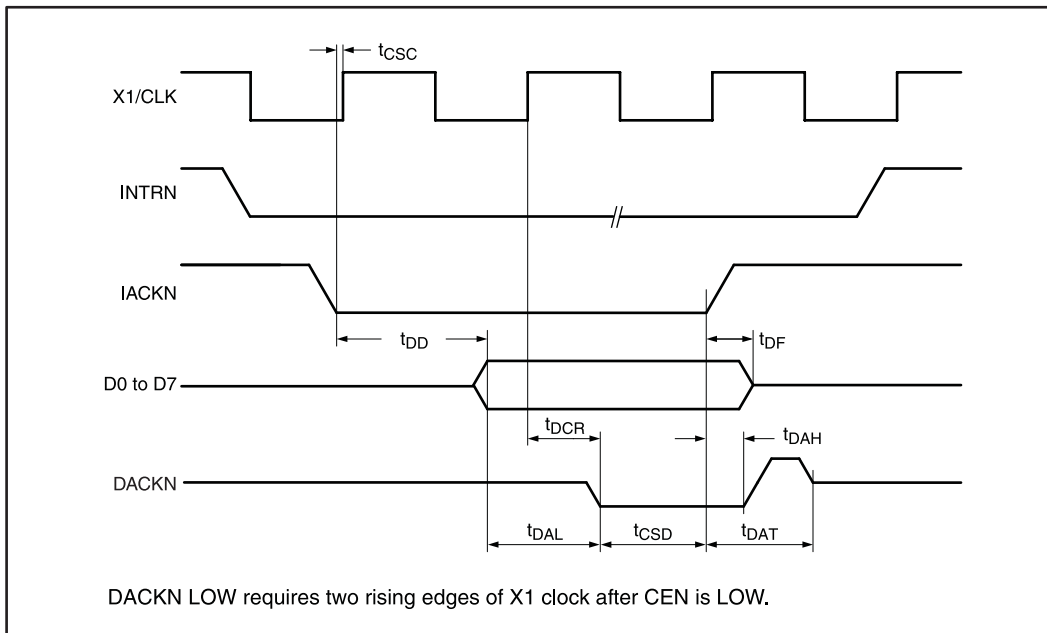 tCSC
X1/CLK
INTRN
IACKN
tDD
tDF
D0 to D7
tDCR
tDAH
DACKN
tDAL
tCSD
tDAT
DACKN LOW requires two rising edges of X1 clock after CEN is LOW.